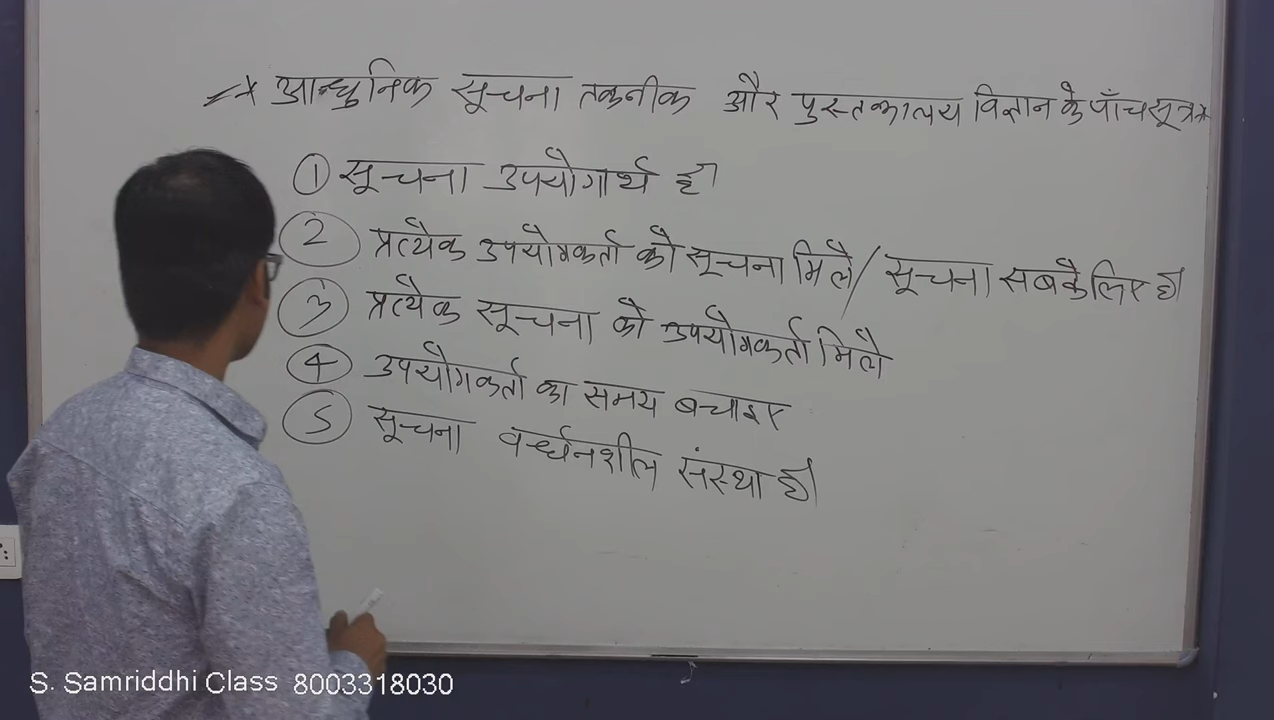 * आधुनिक सूचना तकनीक और पुस्तकालय विज्ञान के पाँच सूत्र *
① सूचना उपयोगार्थ है।
② प्रत्येक उपयोगकर्ता को सूचना मिले / सूचना सबके लिए है।
③ प्रत्येक सूचना को उपयोगकर्ता मिले
④ उपयोगकर्ता का समय बचाइए
⑤ सूचना वर्धनशील संस्था है।
S. Samriddhi Class 8003318030